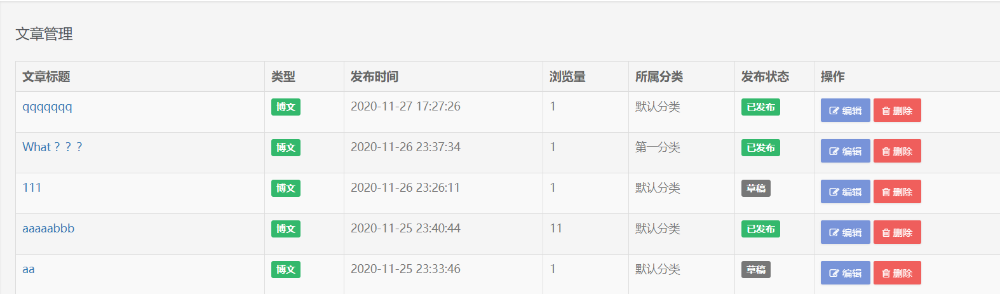 文章管理
文章标题 类型 发布时间 浏览量 所属分类 发布状态 操作
qqqqqqq 博文 2020-11-27 17:27:26 1 默认分类 已发布 编辑 删除
What？？？ 博文 2020-11-26 23:37:34 1 第一分类 已发布 编辑 删除
111 博文 2020-11-26 23:26:11 1 默认分类 草稿 编辑 删除
aaaaabbb 博文 2020-11-25 23:40:44 11 默认分类 已发布 编辑 删除
aa 博文 2020-11-25 23:33:46 1 默认分类 草稿 编辑 删除